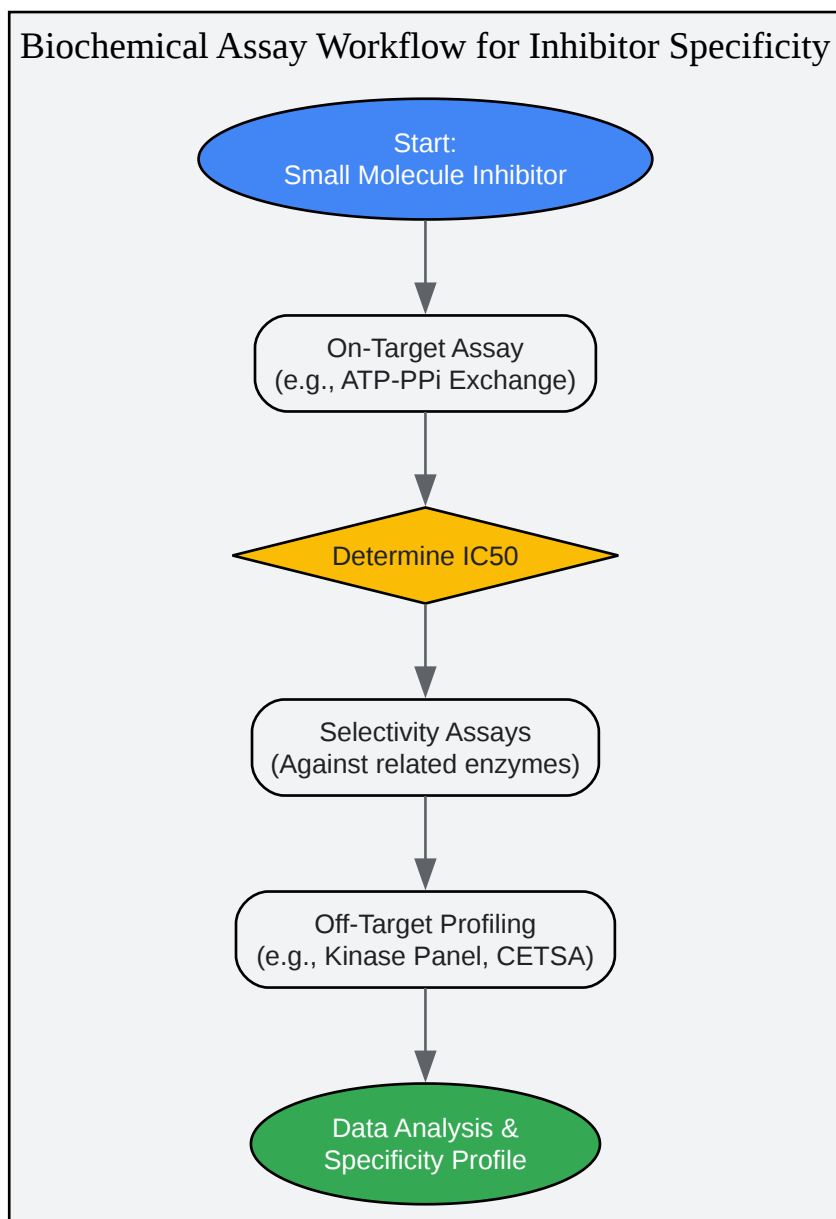 Biochemical Assay Workflow for Inhibitor Specificity
Start:
Small Molecule Inhibitor
On-Target Assay
(e.g., ATP-PPi Exchange)
Determine IC50
Selectivity Assays
(Against related enzymes)
Off-Target Profiling
(e.g., Kinase Panel, CETSA)
Data Analysis &
Specificity Profile